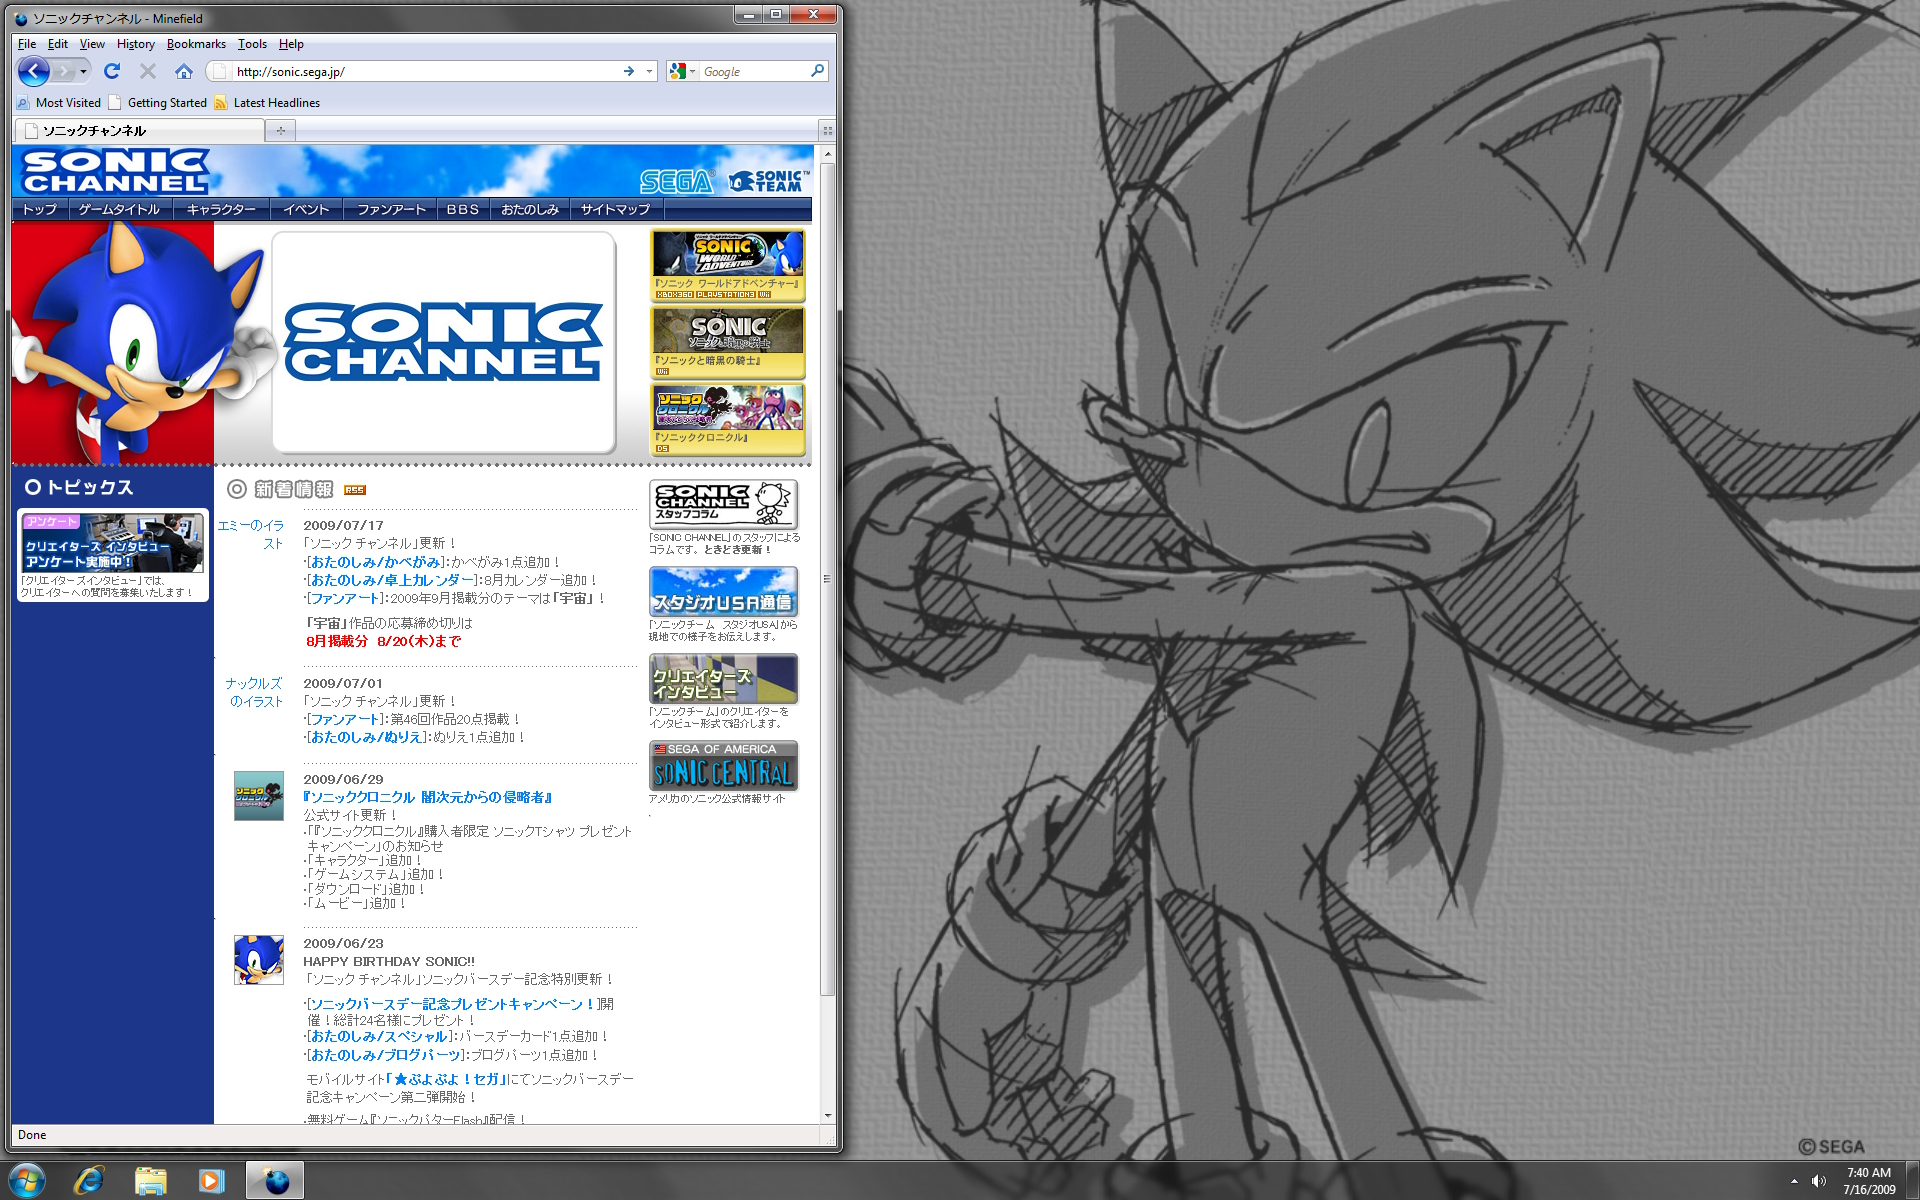 ソニックチャンネル - Minefield
File Edit View History Bookmarks Tools Help
http://sonic.sega.jp/
Google
Most Visited Getting Started Latest Headlines
ソニックチャンネル
SONIC CHANNEL
SEGA SONIC TEAM
トップ ゲームタイトル キャラクター イベント ファンアート BBS おたのしみ サイトマップ
SONIC
CHANNEL
SONIC
WORLD
ADVENTURE
『ソニック ワールドアドベンチャー』
XBOX360 PLAYSTATION3 Wii
SONIC
『ソニックと暗黒の騎士』
Wii
ソニック
クロニクル
『ソニッククロニクル』
DS
トピックス
アンケート
クリエイターズ インタビュー
アンケート実施中!
「クリエイターズインタビュー」では、
クリエイターへの質問を募集いたします!
新着情報 RSS
エミーのイラスト
2009/07/17
「ソニック チャンネル」更新!
・[おたのしみ/かべがみ]:かべがみ1点追加!
・[おたのしみ/卓上カレンダー]:8月カレンダー追加!
・[ファンアート]:2009年9月掲載分のテーマは「宇宙」!
「宇宙」作品の応募締め切りは
8月掲載分 8/20(木)まで
ナックルズのイラスト
2009/07/01
「ソニック チャンネル」更新!
・[ファンアート]:第46回作品20点掲載!
・[おたのしみ/ぬりえ]:ぬりえ1点追加!
2009/06/29
『ソニッククロニクル 闇次元からの侵略者』
公式サイト更新!
・「『ソニッククロニクル』購入者限定 ソニックTシャツ プレゼント
キャンペーン」のお知らせ
・「キャラクター」追加!
・「ゲームシステム」追加!
・「ダウンロード」追加!
・「ムービー」追加!
2009/06/23
HAPPY BIRTHDAY SONIC!!
「ソニック チャンネル」ソニックバースデー記念特別更新!
・[ソニックバースデー記念プレゼントキャンペーン!]開
催!総計24名様にプレゼント!
・[おたのしみ/スペシャル]:バースデーカード1点追加!
・[おたのしみ/ブログパーツ]:ブログパーツ1点追加!
モバイルサイト「★ぷよぷよ!セガ」にてソニックバースデー
記念キャンペーン第二弾開始!
・無料ゲーム『ソニックバターFlash』配信!
SONIC
CHANNEL
スタッフコラム
「SONIC CHANNEL」のスタッフによる
コラムです。ときどき更新!
スタジオUSA通信
「ソニックチーム スタジオUSA」から
現地での様子をお伝えします。
クリエイターズ
インタビュー
「ソニックチーム」のクリエイターを
インタビュー形式で紹介します。
SEGA OF AMERICA
SONIC CENTRAL
アメリカのソニック公式情報サイト
Done
© SEGA
7:40 AM
7/16/2009